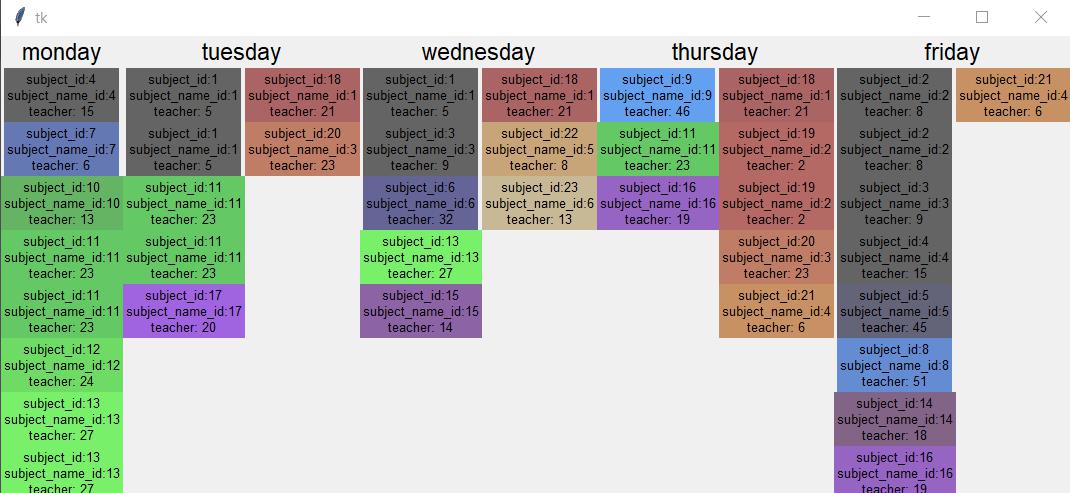 tk
monday
tuesday
wednesday
thursday
friday
subject_id:4
subject_name_id:4
teacher: 15
subject_id:7
subject_name_id:7
teacher: 6
subject_id:10
subject_name_id:10
teacher: 13
subject_id:11
subject_name_id:11
teacher: 23
subject_id:11
subject_name_id:11
teacher: 23
subject_id:12
subject_name_id:12
teacher: 24
subject_id:13
subject_name_id:13
teacher: 27
subject_id:13
subject_name_id:13
teacher: 27
subject_id:1
subject_name_id:1
teacher: 5
subject_id:1
subject_name_id:1
teacher: 5
subject_id:11
subject_name_id:11
teacher: 23
subject_id:11
subject_name_id:11
teacher: 23
subject_id:17
subject_name_id:17
teacher: 20
subject_id:18
subject_name_id:1
teacher: 21
subject_id:20
subject_name_id:3
teacher: 23
subject_id:1
subject_name_id:1
teacher: 5
subject_id:3
subject_name_id:3
teacher: 9
subject_id:6
subject_name_id:6
teacher: 32
subject_id:13
subject_name_id:13
teacher: 27
subject_id:15
subject_name_id:15
teacher: 14
subject_id:18
subject_name_id:1
teacher: 21
subject_id:22
subject_name_id:5
teacher: 8
subject_id:23
subject_name_id:6
teacher: 13
subject_id:9
subject_name_id:9
teacher: 46
subject_id:11
subject_name_id:11
teacher: 23
subject_id:16
subject_name_id:16
teacher: 19
subject_id:18
subject_name_id:1
teacher: 21
subject_id:19
subject_name_id:2
teacher: 2
subject_id:19
subject_name_id:2
teacher: 2
subject_id:20
subject_name_id:3
teacher: 23
subject_id:21
subject_name_id:4
teacher: 6
subject_id:2
subject_name_id:2
teacher: 8
subject_id:2
subject_name_id:2
teacher: 8
subject_id:3
subject_name_id:3
teacher: 9
subject_id:4
subject_name_id:4
teacher: 15
subject_id:5
subject_name_id:5
teacher: 45
subject_id:8
subject_name_id:8
teacher: 51
subject_id:14
subject_name_id:14
teacher: 18
subject_id:16
subject_name_id:16
teacher: 19
subject_id:21
subject_name_id:4
teacher: 6